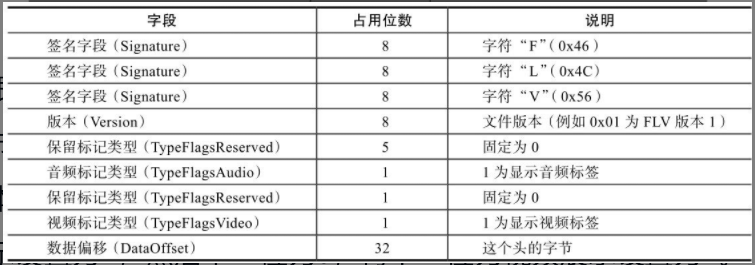 字段 占用位数 说明
签名字段（Signature） 8 字符“F”（0x46）
签名字段（Signature） 8 字符“L”（0x4C）
签名字段（Signature） 8 字符“V”（0x56）
版本（Version） 8 文件版本（例如 0x01 为 FLV 版本 1）
保留标记类型（TypeFlagsReserved） 5 固定为 0
音频标记类型（TypeFlagsAudio） 1 1 为显示音频标签
保留标记类型（TypeFlagsReserved） 1 固定为 0
视频标记类型（TypeFlagsVideo） 1 1 为显示视频标签
数据偏移（DataOffset） 32 这个头的字节